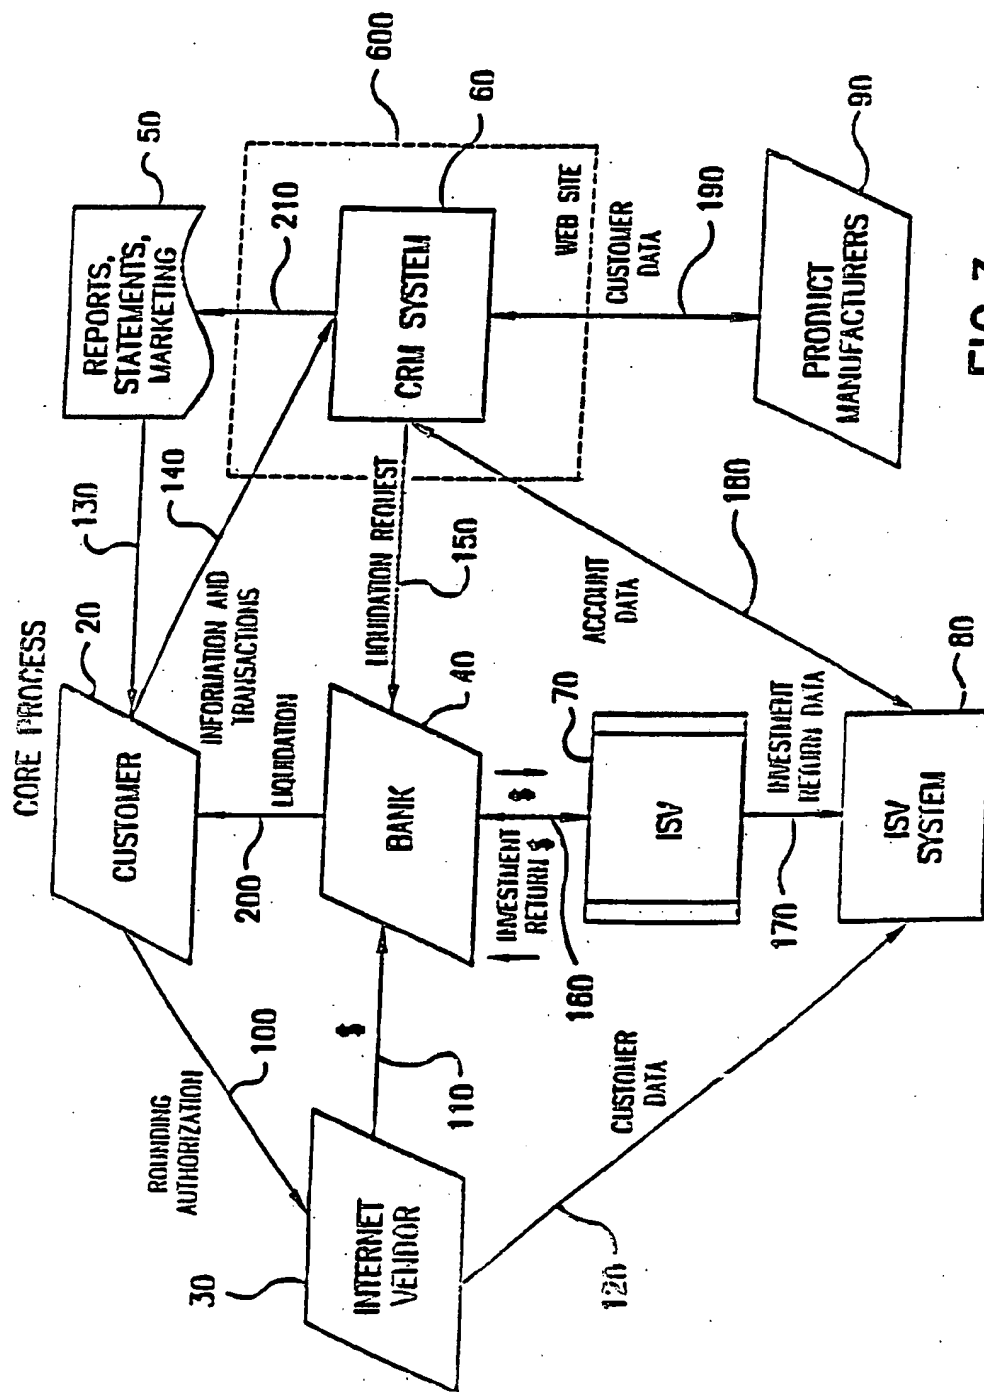 CORE PROCESS
20
CUSTOMER
130
REPORTS,
STATEMENTS,
MARKETING
50
ROUNDING
AUTHORIZATION
100
200
LIQUIDATION
INFORMATION AND
TRANSACTIONS
140
210
600
30
INTERNET
VENDOR
$
110
BANK
40
LIQUIDATION REQUEST
150
CRM SYSTEM
60
WEB SITE
INVESTMENT
RETURN $
$
160
70
ISV
CUSTOMER
DATA
190
ACCOUNT
DATA
180
CUSTOMER
DATA
120
170
INVESTMENT
RETURN DATA
ISV
SYSTEM
80
PRODUCT
MANUFACTURERS
90